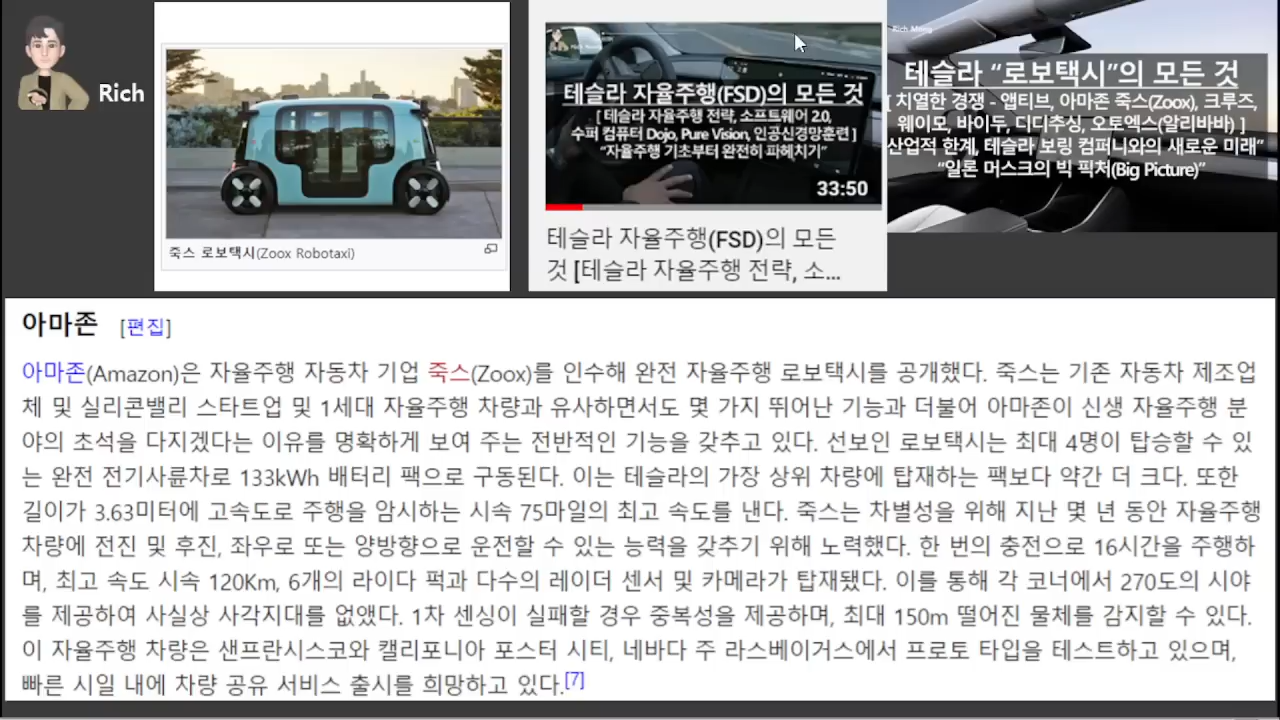 Rich
죽스 로보택시(Zoox Robotaxi)
테슬라 자율주행(FSD)의 모든 것
[ 테슬라 자율주행 전략, 소프트웨어 2.0,
수퍼 컴퓨터 Dojo, Pure Vision, 인공신경망훈련 ]
"자율주행 기초부터 완전히 파헤치기"
33:50
테슬라 자율주행(FSD)의 모든
것 [테슬라 자율주행 전략, 소...
Rich Mong
테슬라 “로보택시”의 모든 것
[ 치열한 경쟁 - 앱티브, 아마존 죽스(Zoox), 크루즈,
웨이모, 바이두, 디디추싱, 오토엑스(알리바바) ]
산업적 한계, 테슬라 보링 컴퍼니와의 새로운 미래”
“일론 머스크의 빅 픽처(Big Picture)”
아마존 [편집]
아마존(Amazon)은 자율주행 자동차 기업 죽스(Zoox)를 인수해 완전 자율주행 로보택시를 공개했다. 죽스는 기존 자동차 제조업
체 및 실리콘밸리 스타트업 및 1세대 자율주행 차량과 유사하면서도 몇 가지 뛰어난 기능과 더불어 아마존이 신생 자율주행 분
야의 초석을 다지겠다는 이유를 명확하게 보여 주는 전반적인 기능을 갖추고 있다. 선보인 로보택시는 최대 4명이 탑승할 수 있
는 완전 전기사륜차로 133kWh 배터리 팩으로 구동된다. 이는 테슬라의 가장 상위 차량에 탑재하는 팩보다 약간 더 크다. 또한
길이가 3.63미터에 고속도로 주행을 암시하는 시속 75마일의 최고 속도를 낸다. 죽스는 차별성을 위해 지난 몇 년 동안 자율주행
차량에 전진 및 후진, 좌우로 또는 양방향으로 운전할 수 있는 능력을 갖추기 위해 노력했다. 한 번의 충전으로 16시간을 주행하
며, 최고 속도 시속 120Km, 6개의 라이다 퍽과 다수의 레이더 센서 및 카메라가 탑재됐다. 이를 통해 각 코너에서 270도의 시야
를 제공하여 사실상 사각지대를 없앴다. 1차 센싱이 실패할 경우 중복성을 제공하며, 최대 150m 떨어진 물체를 감지할 수 있다.
이 자율주행 차량은 샌프란시스코와 캘리포니아 포스터 시티, 네바다 주 라스베이거스에서 프로토 타입을 테스트하고 있으며,
빠른 시일 내에 차량 공유 서비스 출시를 희망하고 있다.[7]